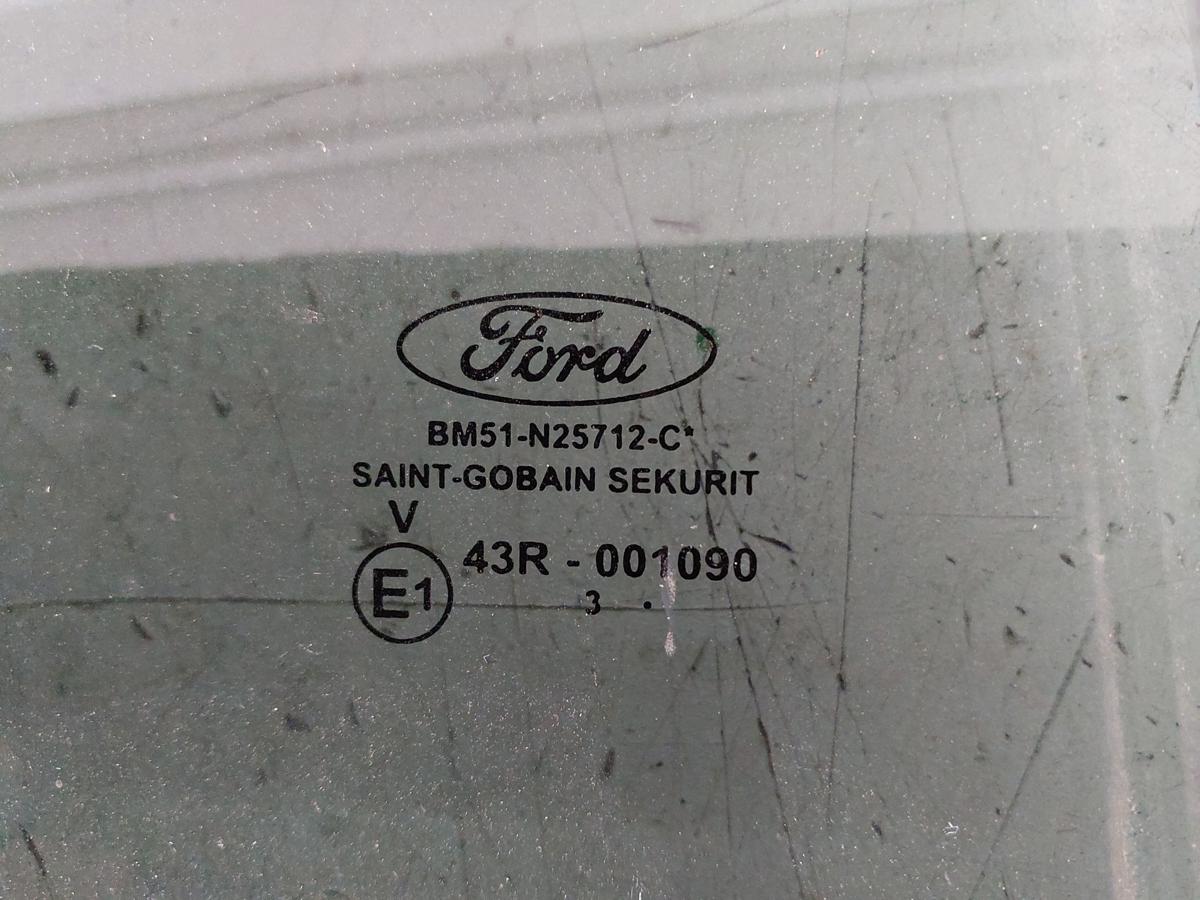 Ford
BM51-N25712-C*
SAINT-GOBAIN SEKURIT
V
E1 43R - 001090
3 .